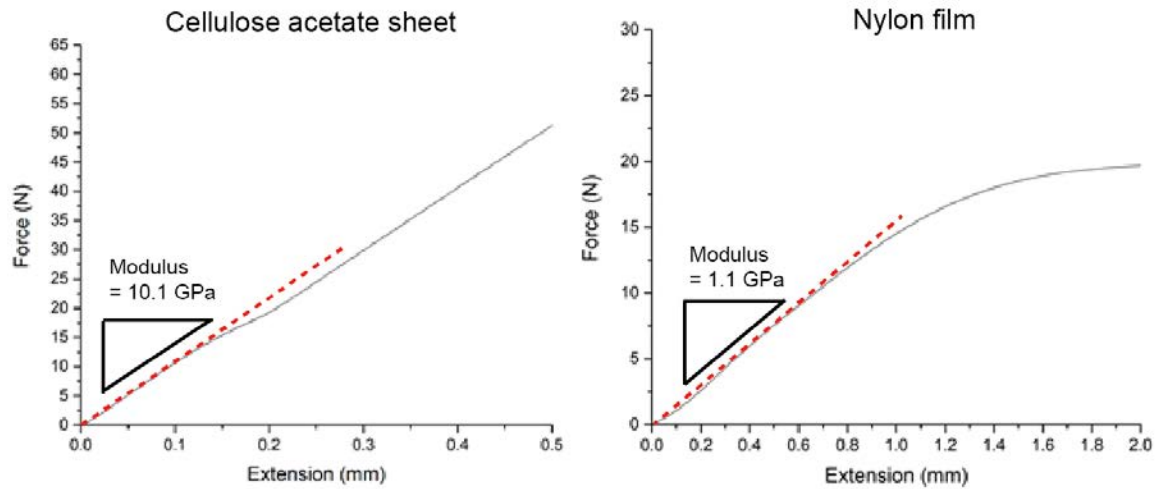 Cellulose acetate sheet
65
60
55
50
45
40
35
30
25
20
15
10
5
0
Force (N)
Modulus
= 10.1 GPa
0.0 0.1 0.2 0.3 0.4 0.5
Extension (mm)
Nylon film
30
25
20
15
10
5
0
Force (N)
Modulus
= 1.1 GPa
0.0 0.2 0.4 0.6 0.8 1.0 1.2 1.4 1.6 1.8 2.0
Extension (mm)